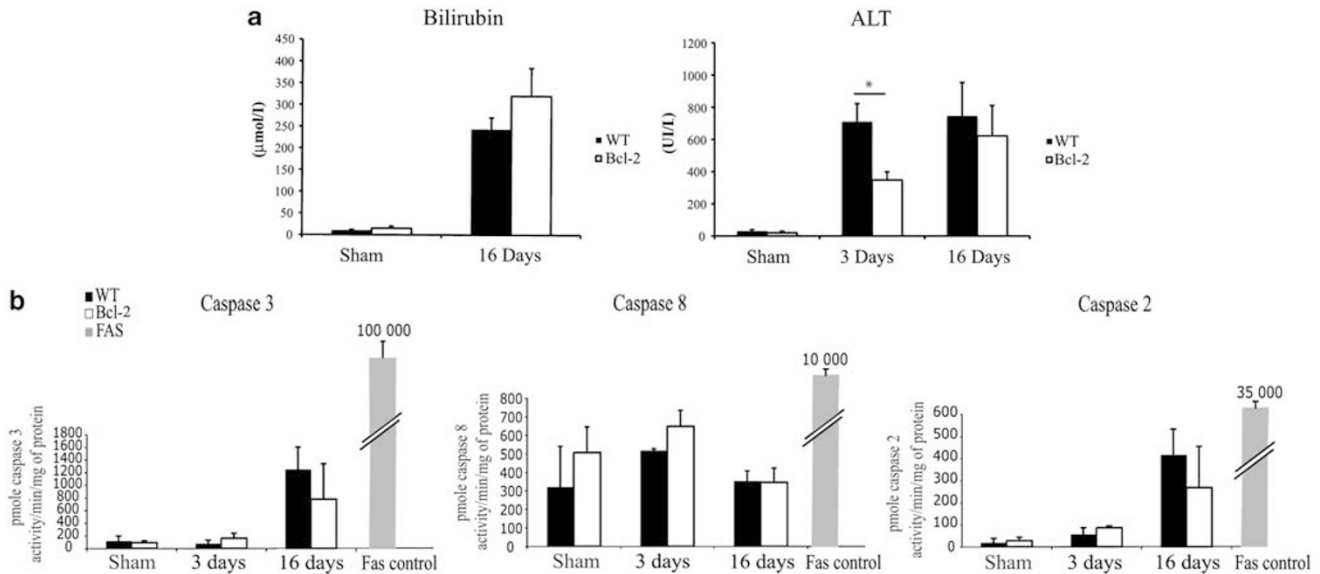 a
Bilirubin
450
400
350
300
250
200
150
100
50
0
(μmol/l)
WT
Bcl-2
Sham
16 Days
ALT
1200
1000
800
600
400
200
0
(UI/L)
*
WT
Bcl-2
Sham
3 Days
16 Days
b
WT
Bcl-2
FAS
Caspase 3
100 000
1800
1600
1400
1200
1000
800
600
400
200
0
pmole caspase 3
activity/min/mg of protein
Sham
3 days
16 days
Fas control
Caspase 8
10 000
800
700
600
500
400
300
200
100
0
pmole caspase 8
activity/min/mg of protein
Sham
3 days
16 days
Fas control
Caspase 2
35 000
600
500
400
300
200
100
0
pmole caspase 2
activity/min/mg of protein
Sham
3 days
16 days
Fas control